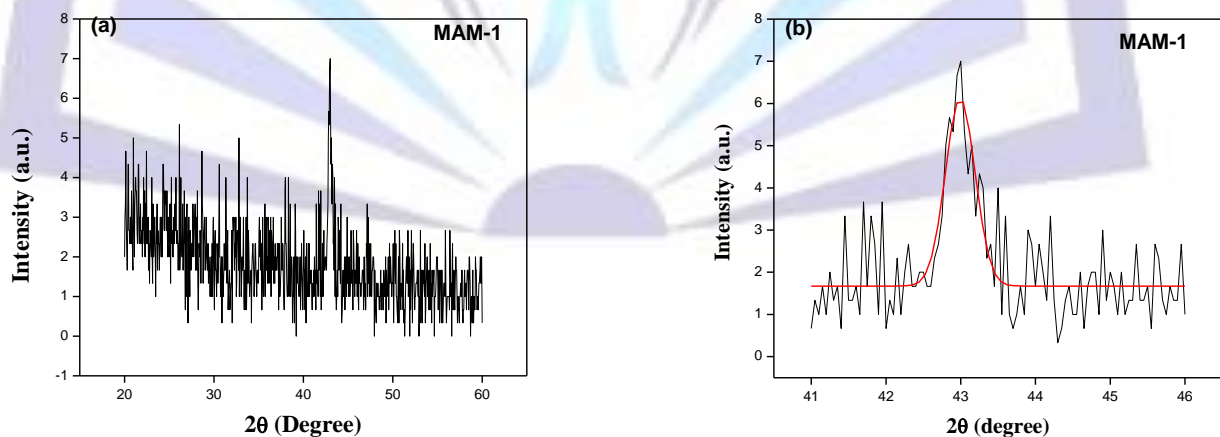 (a)
MAM-1
8
7
6
5
4
3
2
1
0
-1
Intensity (a.u.)
20 30 40 50 60
2θ (Degree)
(b)
MAM-1
8
7
6
5
4
3
2
1
0
Intensity (a.u.)
41 42 43 44 45 46
2θ (degree)